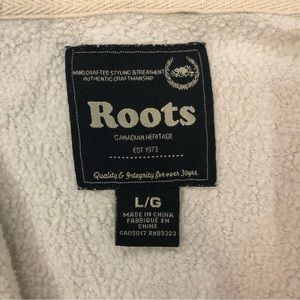 HAND CRAFTED STYLING & TREATMENT
AUTHENTIC CRAFTMANSHIP
Roots
CANADIAN HERITAGE
EST 1973
Quality & Integrity for over 30yrs.
L/G
MADE IN CHINA
FABRIQUÉ EN
CHINE
CA05017 RN89323